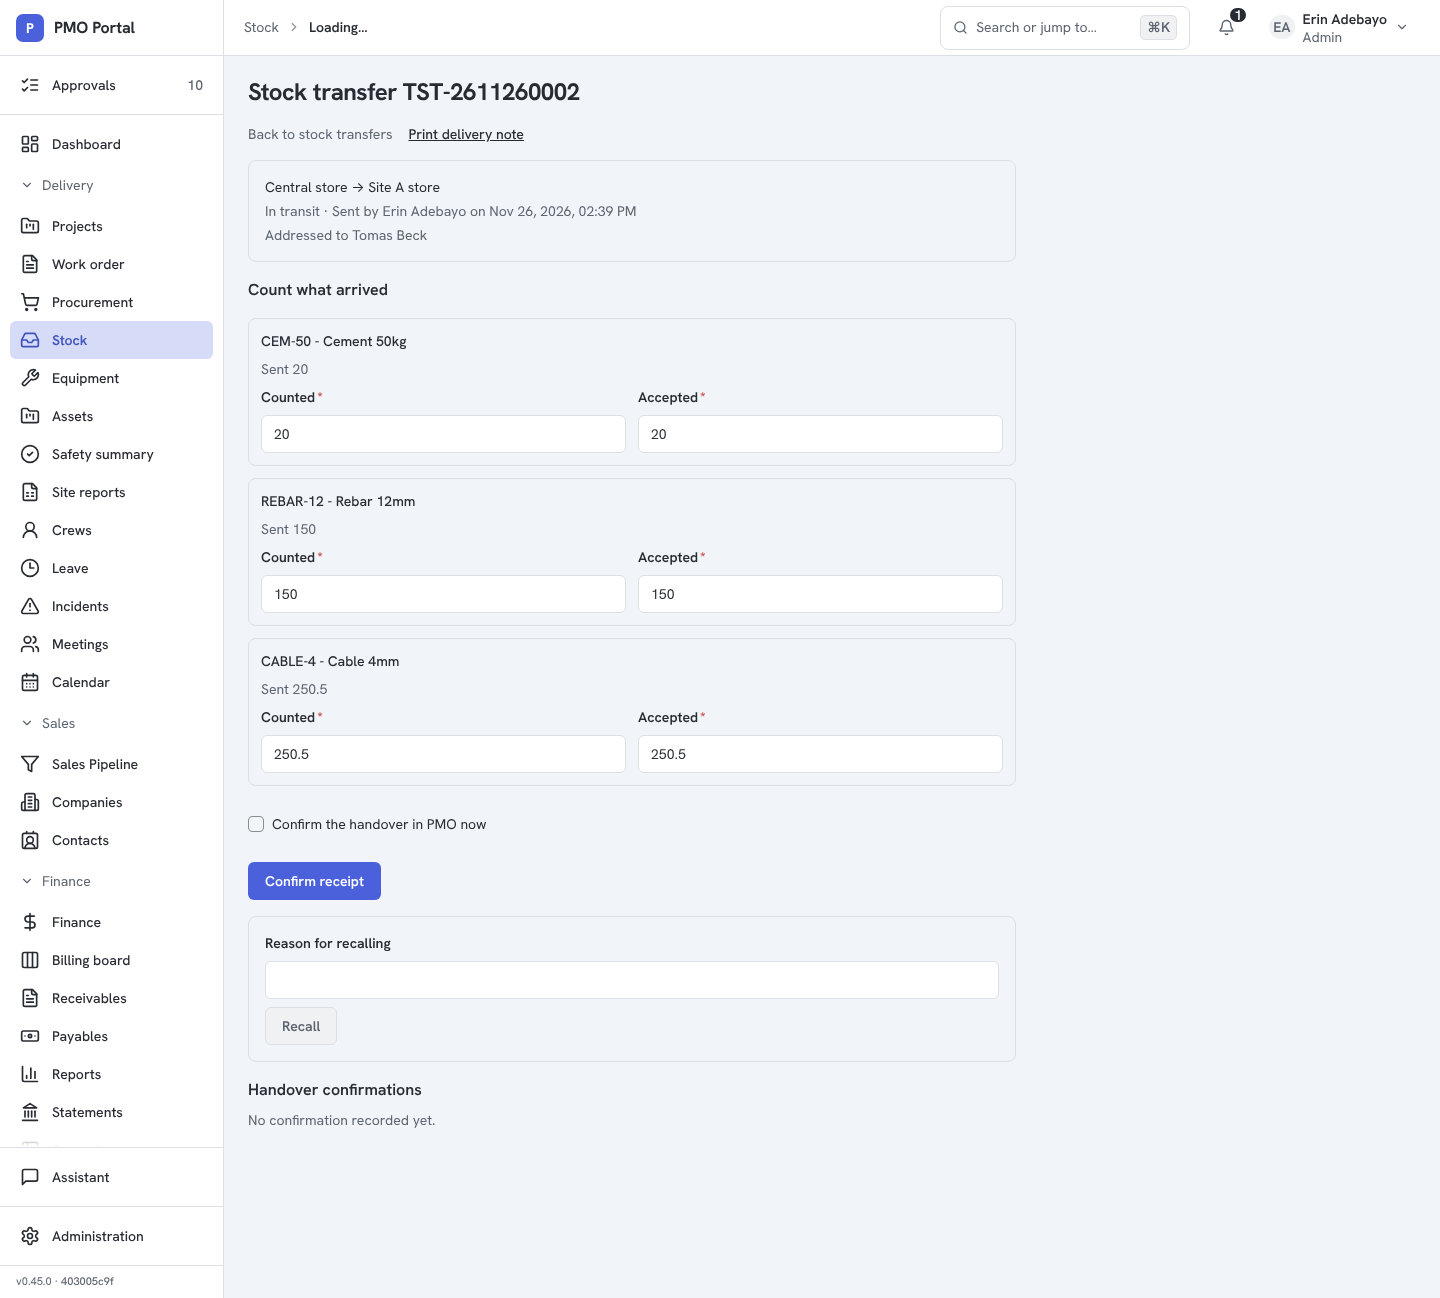 P PMO Portal
Stock > Loading...
Search or jump to... ⌘K
1
EA Erin Adebayo
Admin
Approvals 10
Dashboard
Delivery
Projects
Work order
Procurement
Stock
Equipment
Assets
Safety summary
Site reports
Crews
Leave
Incidents
Meetings
Calendar
Sales
Sales Pipeline
Companies
Contacts
Finance
Finance
Billing board
Receivables
Payables
Reports
Statements
Assistant
Administration
v0.45.0 · 403005c9f
Stock transfer TST-2611260002
Back to stock transfers Print delivery note
Central store → Site A store
In transit · Sent by Erin Adebayo on Nov 26, 2026, 02:39 PM
Addressed to Tomas Beck
Count what arrived
CEM-50 - Cement 50kg
Sent 20
Counted * Accepted *
20 20
REBAR-12 - Rebar 12mm
Sent 150
Counted * Accepted *
150 150
CABLE-4 - Cable 4mm
Sent 250.5
Counted * Accepted *
250.5 250.5
Confirm the handover in PMO now
Confirm receipt
Reason for recalling
Recall
Handover confirmations
No confirmation recorded yet.